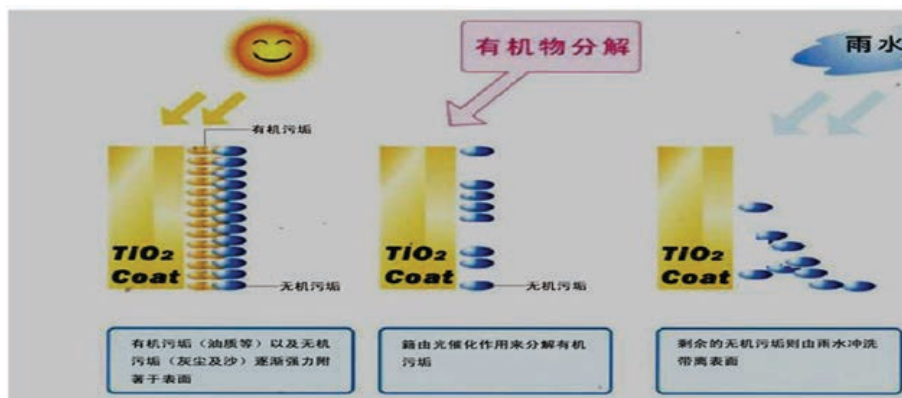 有机物分解
雨水
有机污垢
TiO₂
Coat
无机污垢
TiO₂
Coat
无机污垢
TiO₂
Coat
有机污垢（油质等）以及无机
污垢（灰尘及沙）逐渐强力附
著于表面
籍由光催化作用来分解有机
污垢
剩余的无机污垢则由雨水冲洗
带离表面